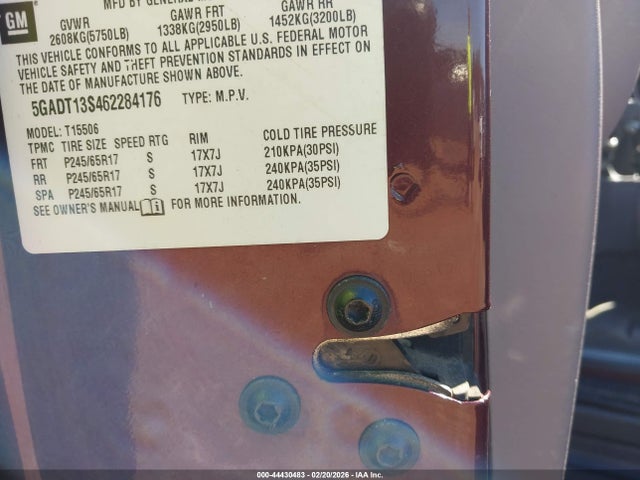 GM
MFD BY GENERAL
GVWR GAWR FRT GAWR RR
2608KG(5750LB) 1338KG(2950LB) 1452KG(3200LB)
THIS VEHICLE CONFORMS TO ALL APPLICABLE U.S. FEDERAL MOTOR
VEHICLE SAFETY AND THEFT PREVENTION STANDARDS IN EFFECT ON
THE DATE OF MANUFACTURE SHOWN ABOVE.
5GADT13S462284176 TYPE: M.P.V.
MODEL: T15506
TPMC TIRE SIZE SPEED RTG RIM COLD TIRE PRESSURE
FRT P245/65R17 S 17X7J 210KPA(30PSI)
RR P245/65R17 S 17X7J 240KPA(35PSI)
SPA P245/65R17 S 17X7J 240KPA(35PSI)
SEE OWNER'S MANUAL FOR MORE INFORMATION.
000-44430483 - 02/20/2026 - IAA Inc.